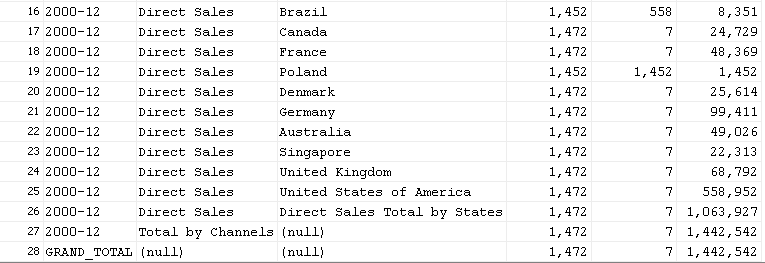 16 2000-12 Direct Sales Brazil 1,452 558 8,351
17 2000-12 Direct Sales Canada 1,472 7 24,729
18 2000-12 Direct Sales France 1,472 7 48,369
19 2000-12 Direct Sales Poland 1,452 1,452 1,452
20 2000-12 Direct Sales Denmark 1,472 7 25,614
21 2000-12 Direct Sales Germany 1,472 7 99,411
22 2000-12 Direct Sales Australia 1,472 7 49,026
23 2000-12 Direct Sales Singapore 1,472 7 22,313
24 2000-12 Direct Sales United Kingdom 1,472 7 68,792
25 2000-12 Direct Sales United States of America 1,472 7 558,952
26 2000-12 Direct Sales Direct Sales Total by States 1,472 7 1,063,927
27 2000-12 Total by Channels (null) 1,472 7 1,442,542
28 GRAND_TOTAL (null) (null) 1,472 7 1,442,542